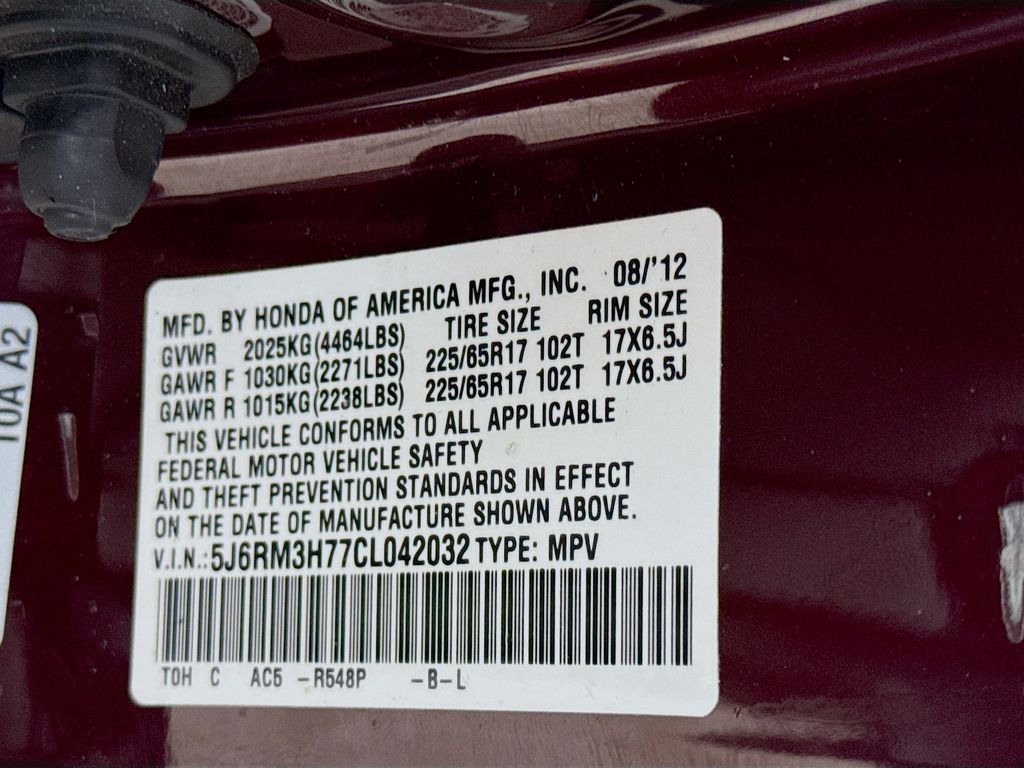 MFD. BY HONDA OF AMERICA MFG., INC. 08/'12
GVWR 2025KG(4464LBS) TIRE SIZE RIM SIZE
GAWR F 1030KG(2271LBS) 225/65R17 102T 17X6.5J
GAWR R 1015KG(2238LBS) 225/65R17 102T 17X6.5J
THIS VEHICLE CONFORMS TO ALL APPLICABLE
FEDERAL MOTOR VEHICLE SAFETY
AND THEFT PREVENTION STANDARDS IN EFFECT
ON THE DATE OF MANUFACTURE SHOWN ABOVE.
V.I.N.: 5J6RM3H77CL042032 TYPE: MPV
TOH C AC5 -R548P -B-L
10A A2